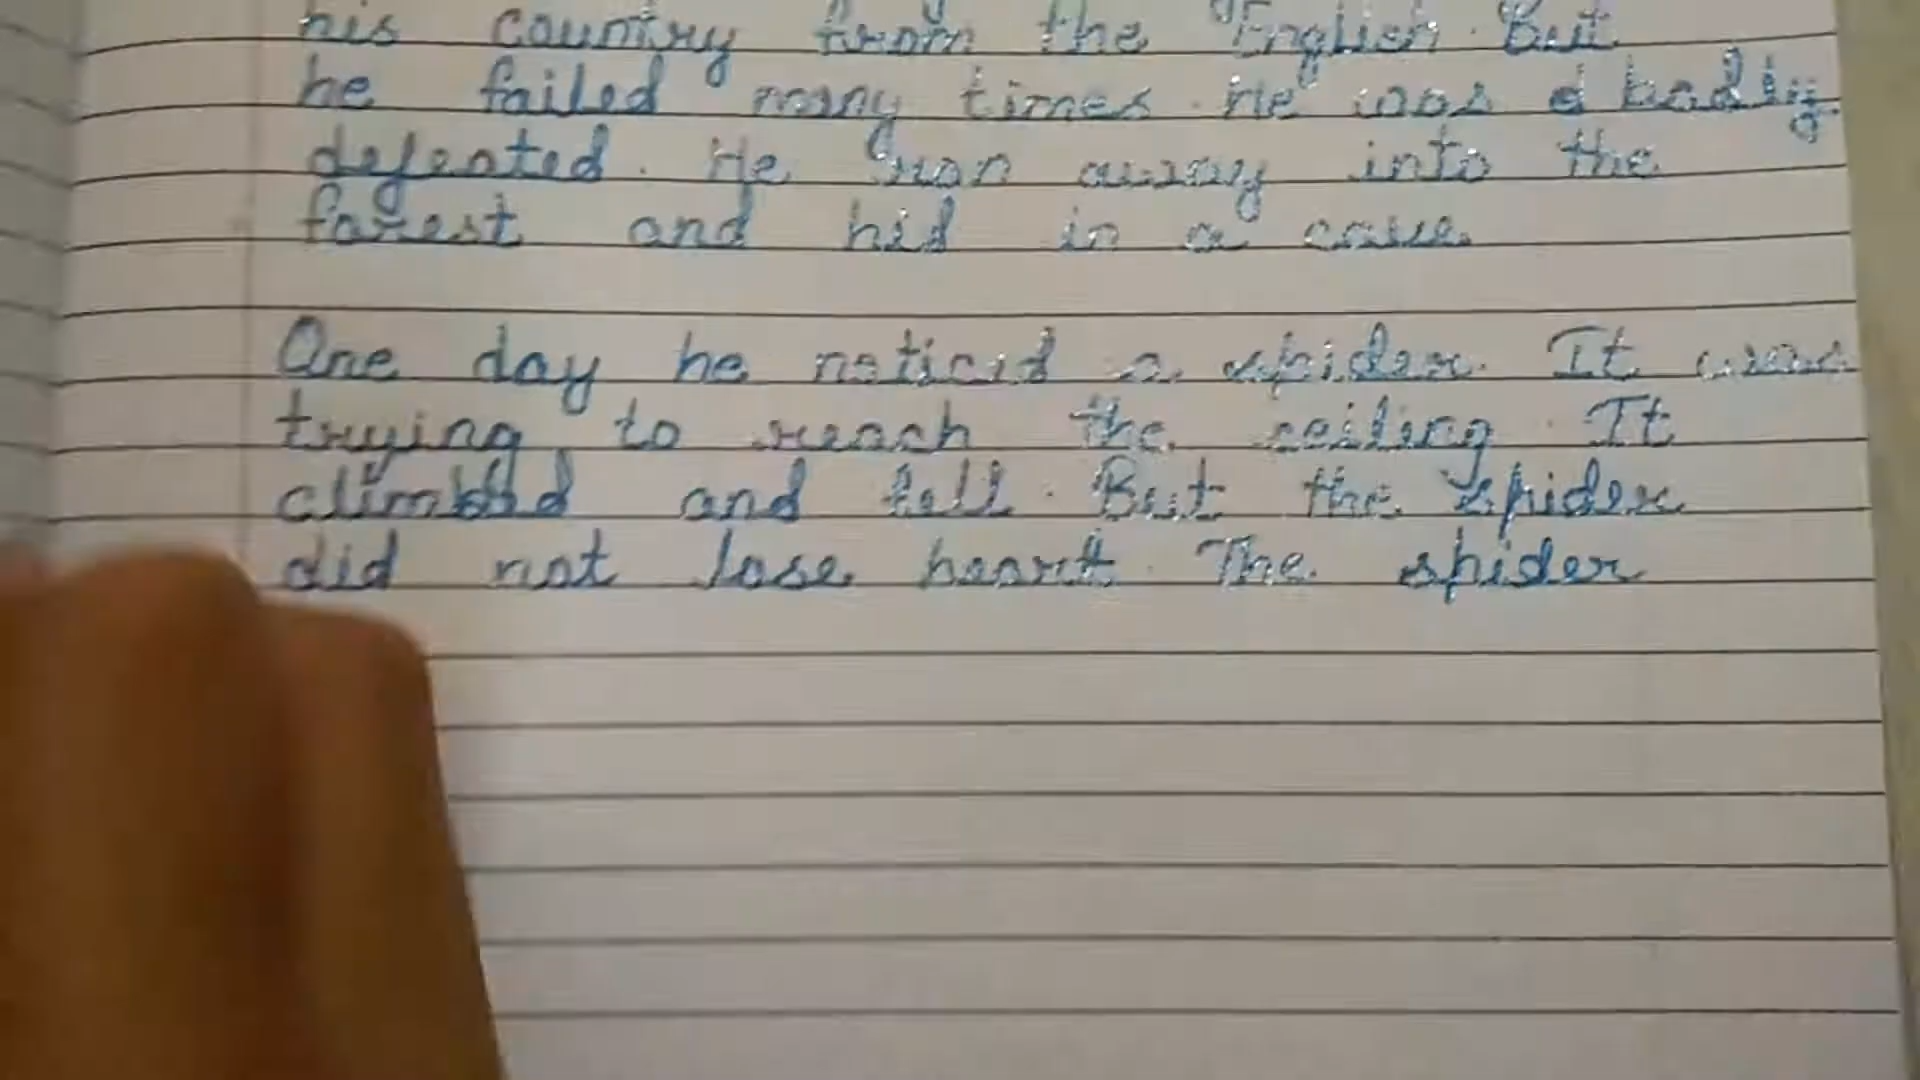 his country from the English. But
he failed many times. He was badly
defeated. He ran away into the
forest and hid in a cave.
One day he noticed a spider. It was
trying to reach the ceiling. It
climbed and fell. But the spider
did not lose heart. The spider